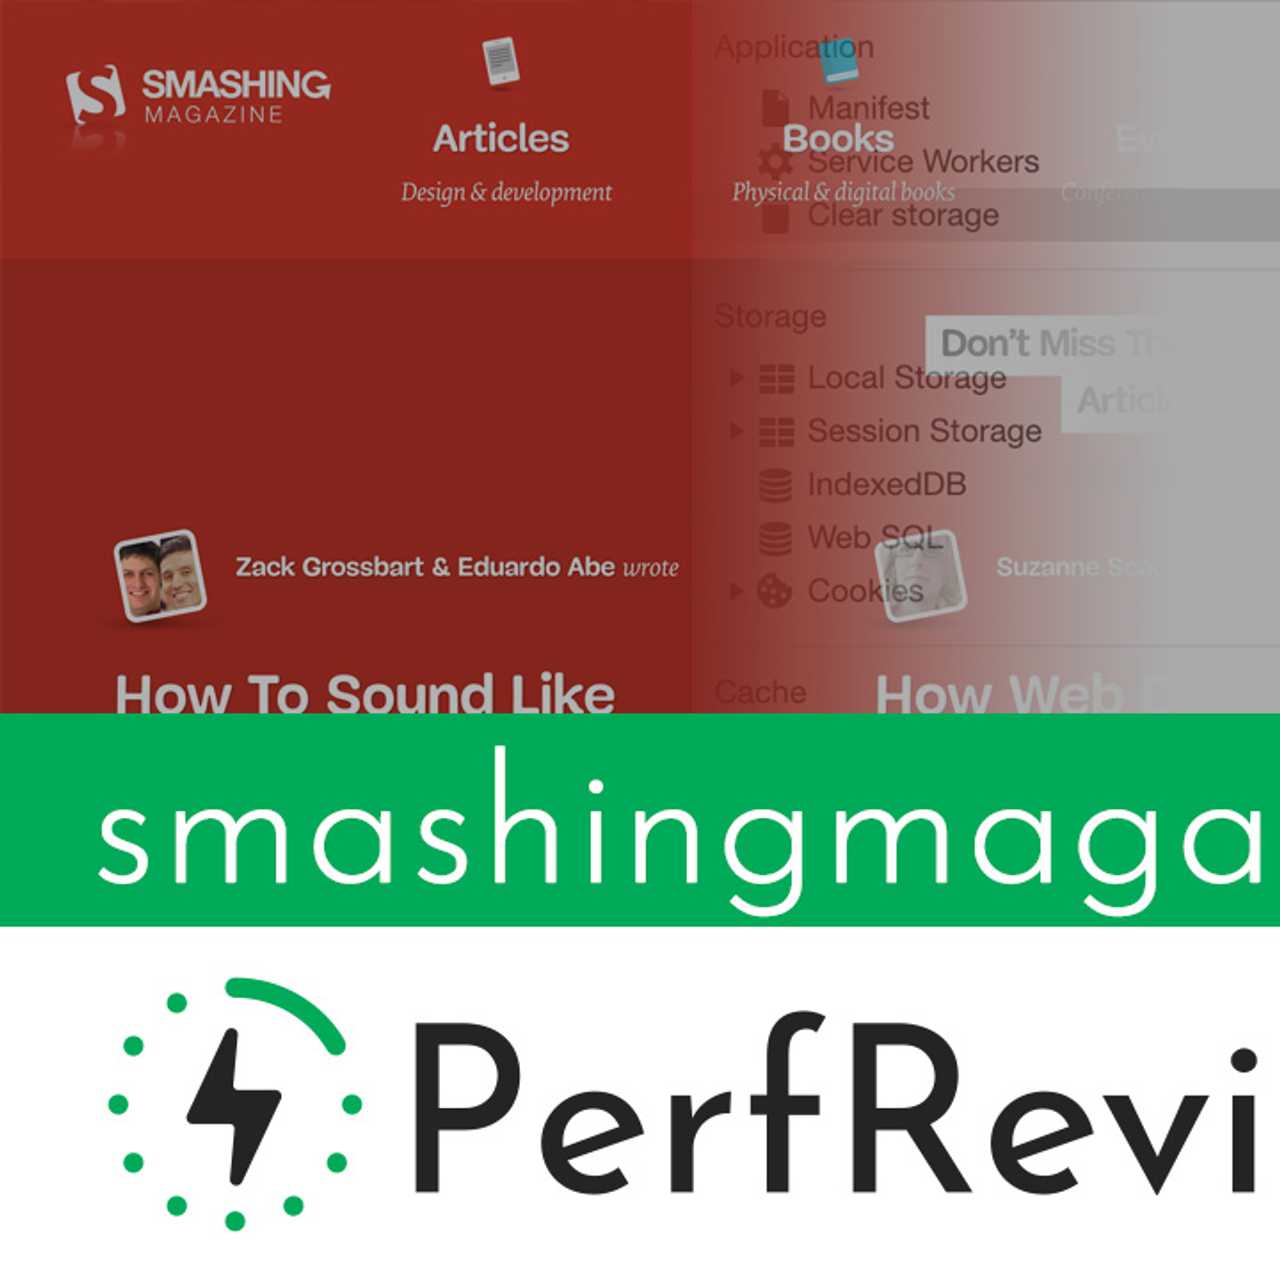 SMASHING
MAGAZINE
Articles
Design & development
Books
Physical & digital books
Application
Manifest
Service Workers
Clear storage
Storage
Local Storage
Session Storage
IndexedDB
Web SQL
Cookies
Cache
Don't Miss
Zack Grossbart & Eduardo Abe wrote
Suzanne
How To Sound Like
How Web
smashingmaga
PerfRevi